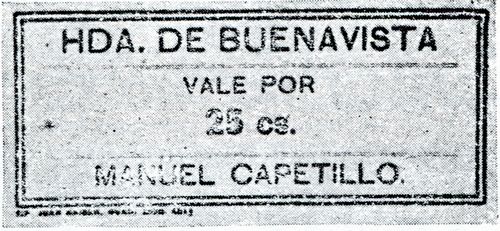 HDA. DE BUENAVISTA
VALE POR
25 cs.
MANUEL CAPETILLO.